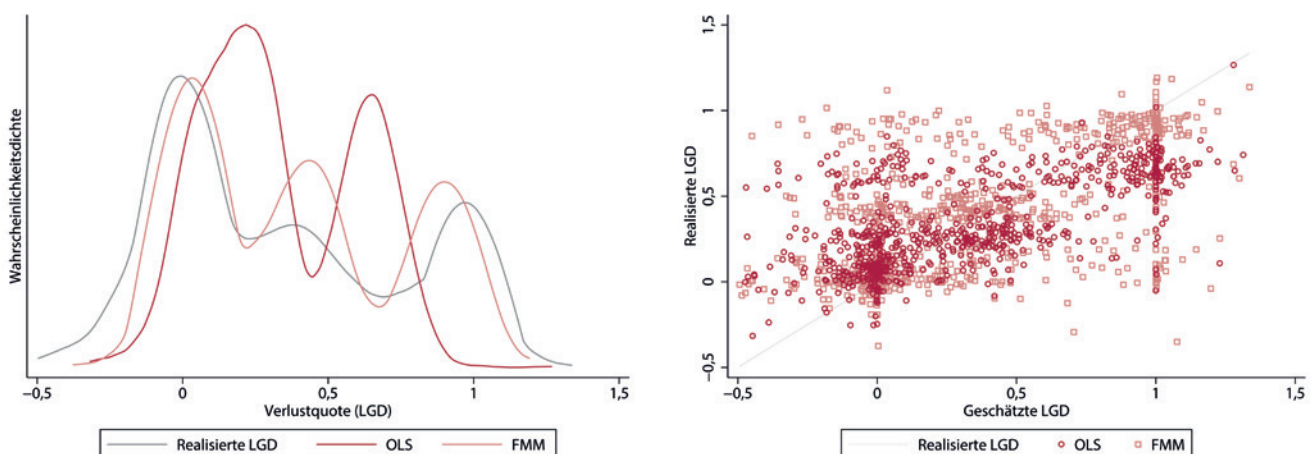 Wahrscheinlichkeitsdichte
−0,5 0 0,5 1 1,5
Verlustquote (LGD)
Realisierte LGD OLS FMM
Realisierte LGD
1,5
1
0,5
0
−0,5
−0,5 0 0,5 1 1,5
Geschätzte LGD
Realisierte LGD OLS FMM